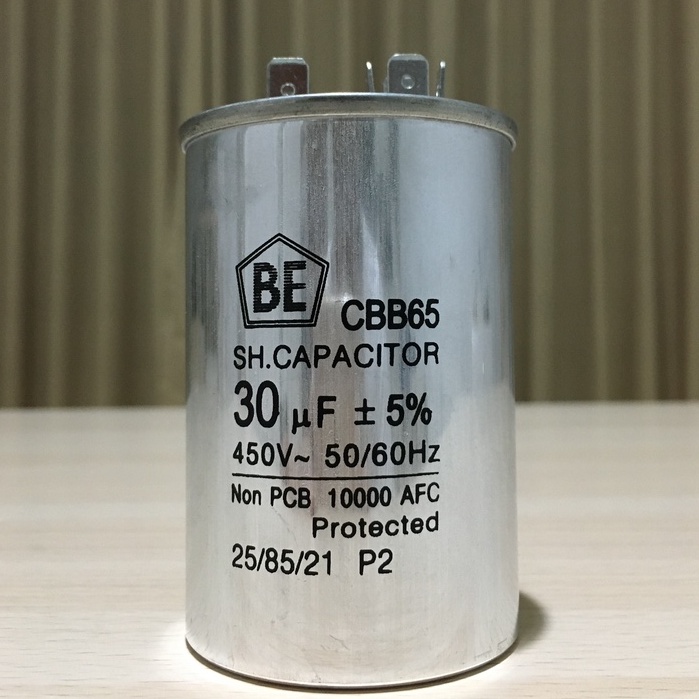 BE
CBB65
SH.CAPACITOR
30 μF ± 5%
450V~ 50/60Hz
Non PCB 10000 AFC
Protected
25/85/21 P2